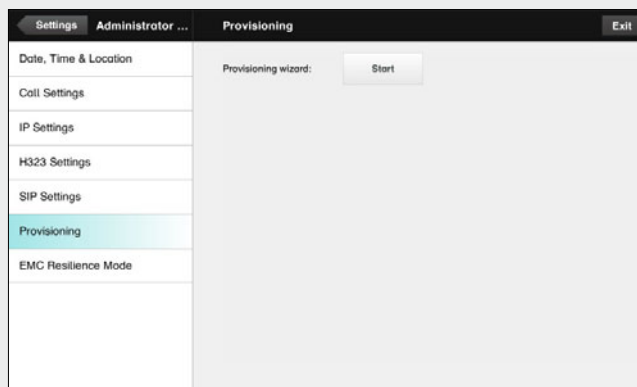 Settings
Administrator ...
Provisioning
Exit
Date, Time & Location
Call Settings
IP Settings
H323 Settings
SIP Settings
Provisioning
EMC Resilience Mode
Provisioning wizard:
Start